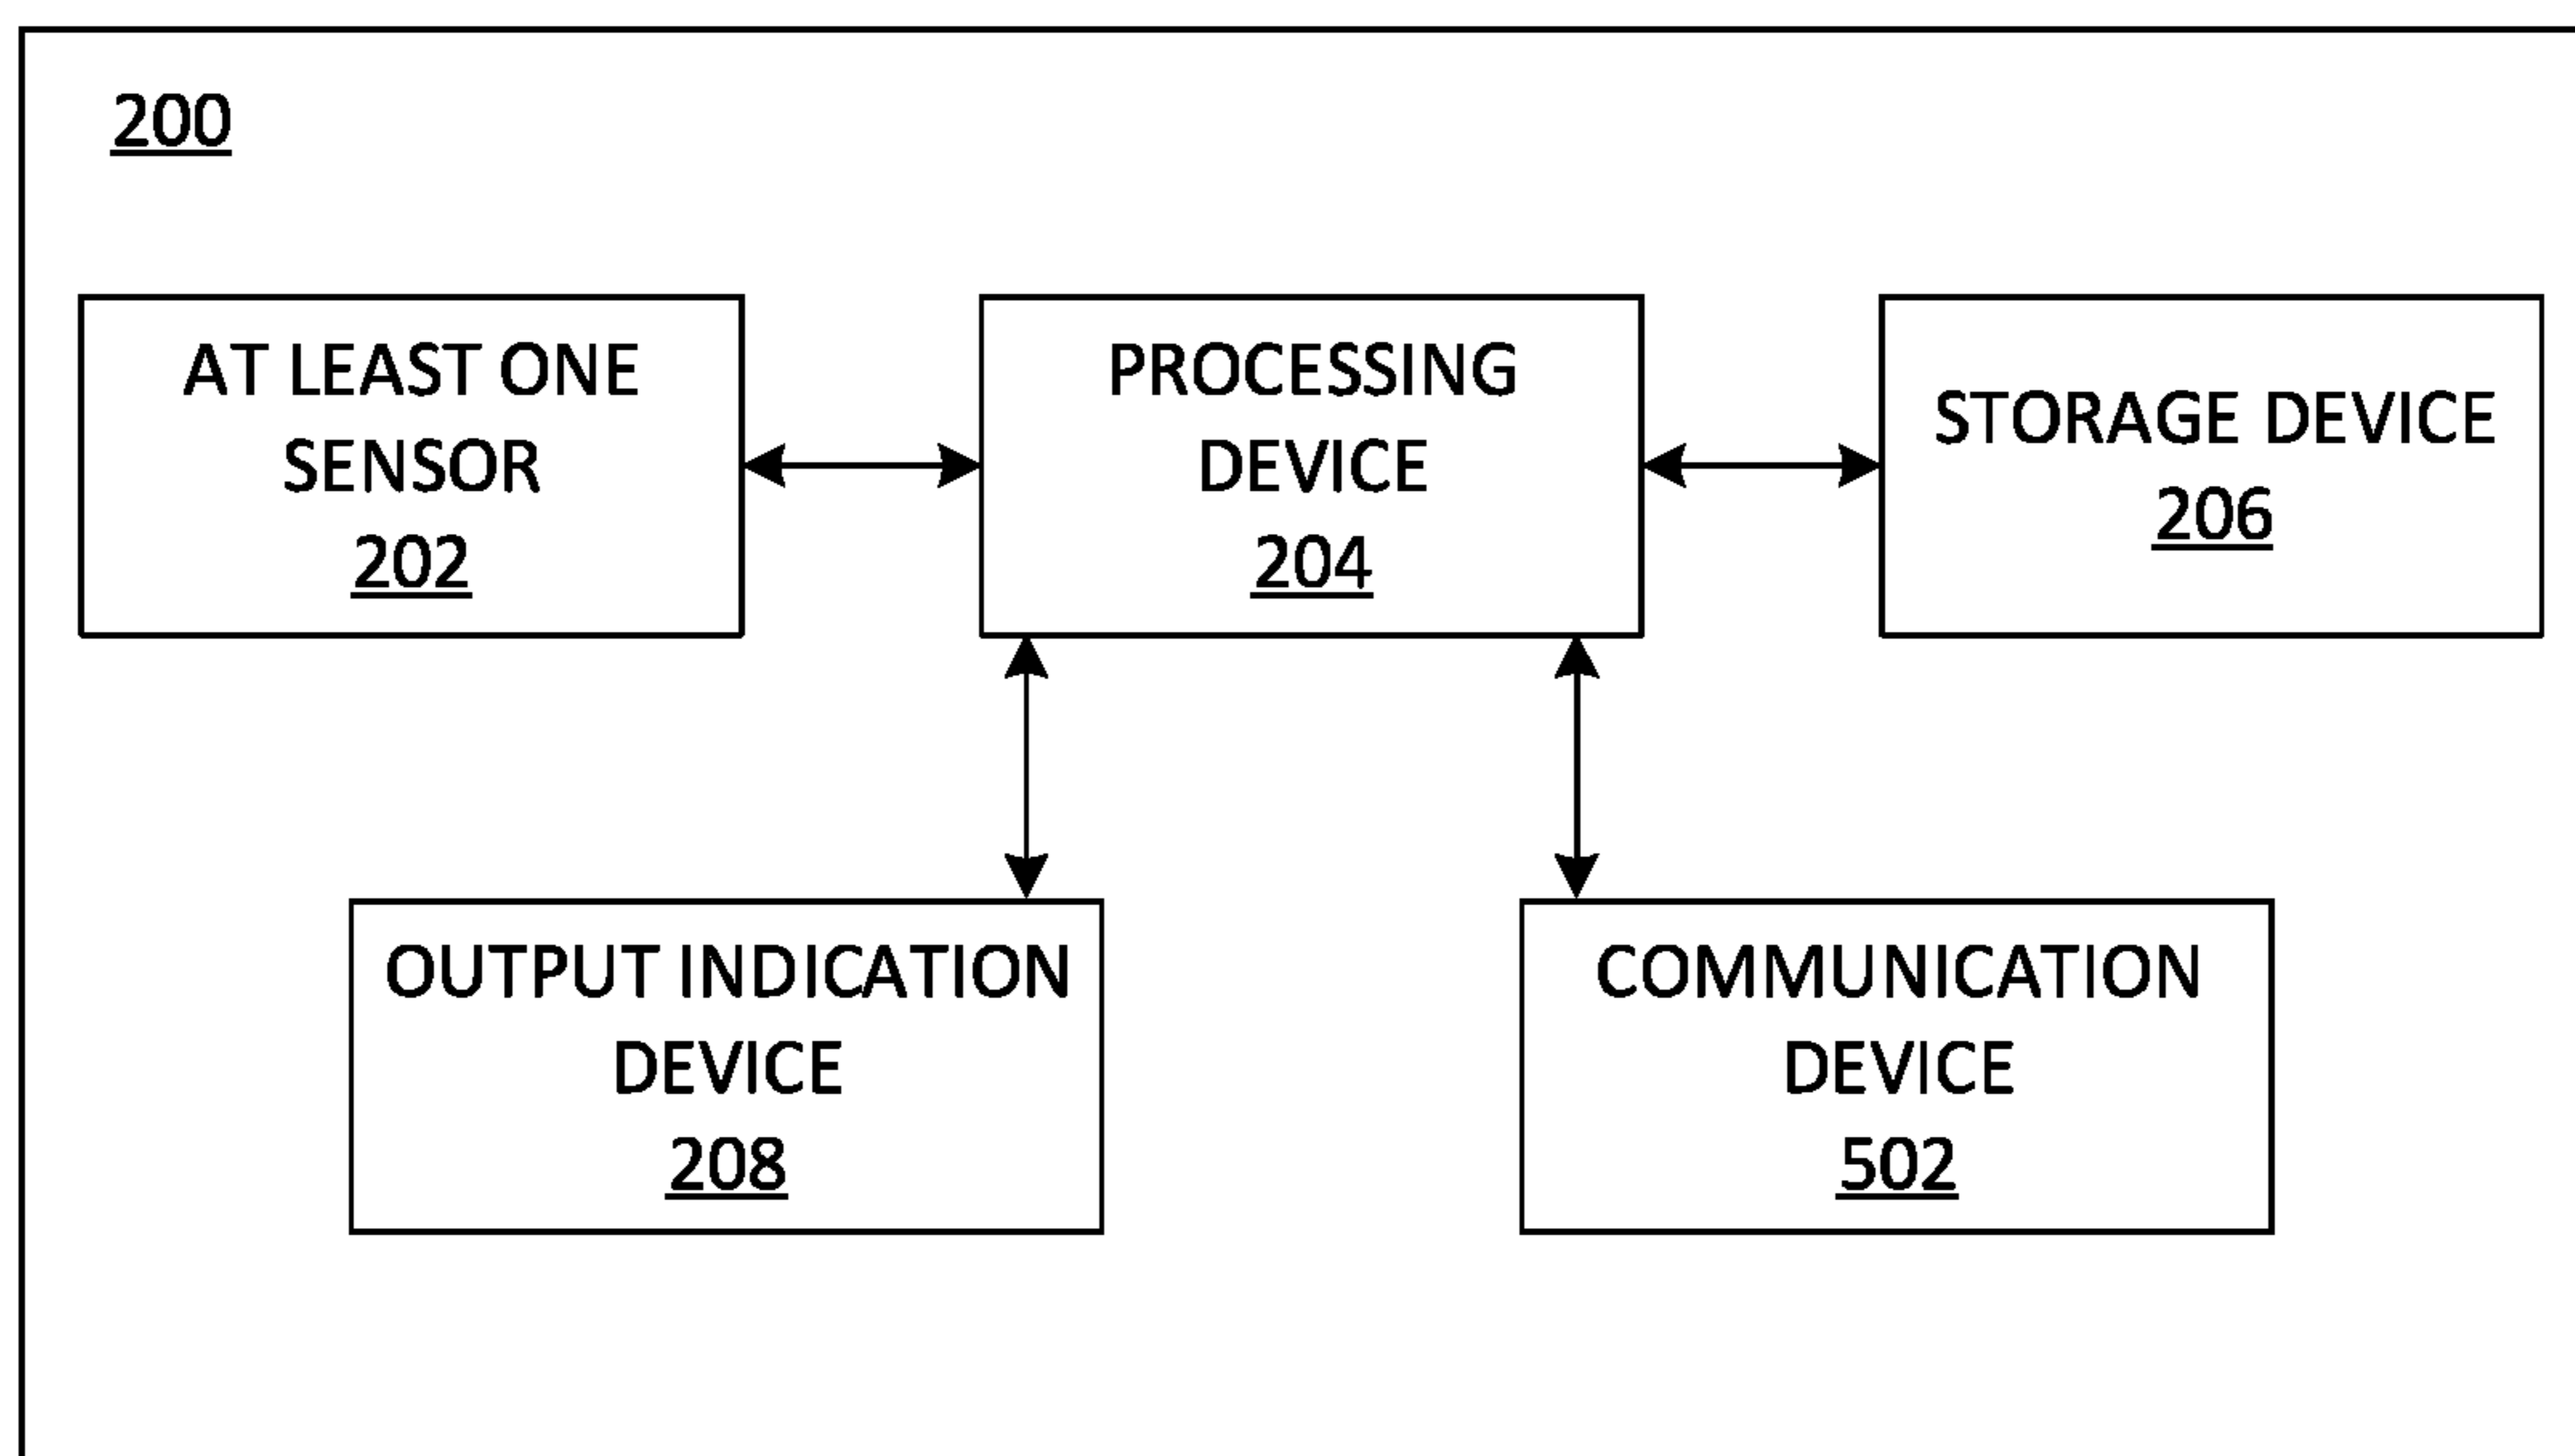 200
AT LEAST ONE
SENSOR
202
PROCESSING
DEVICE
204
STORAGE DEVICE
206
OUTPUT INDICATION
DEVICE
208
COMMUNICATION
DEVICE
502